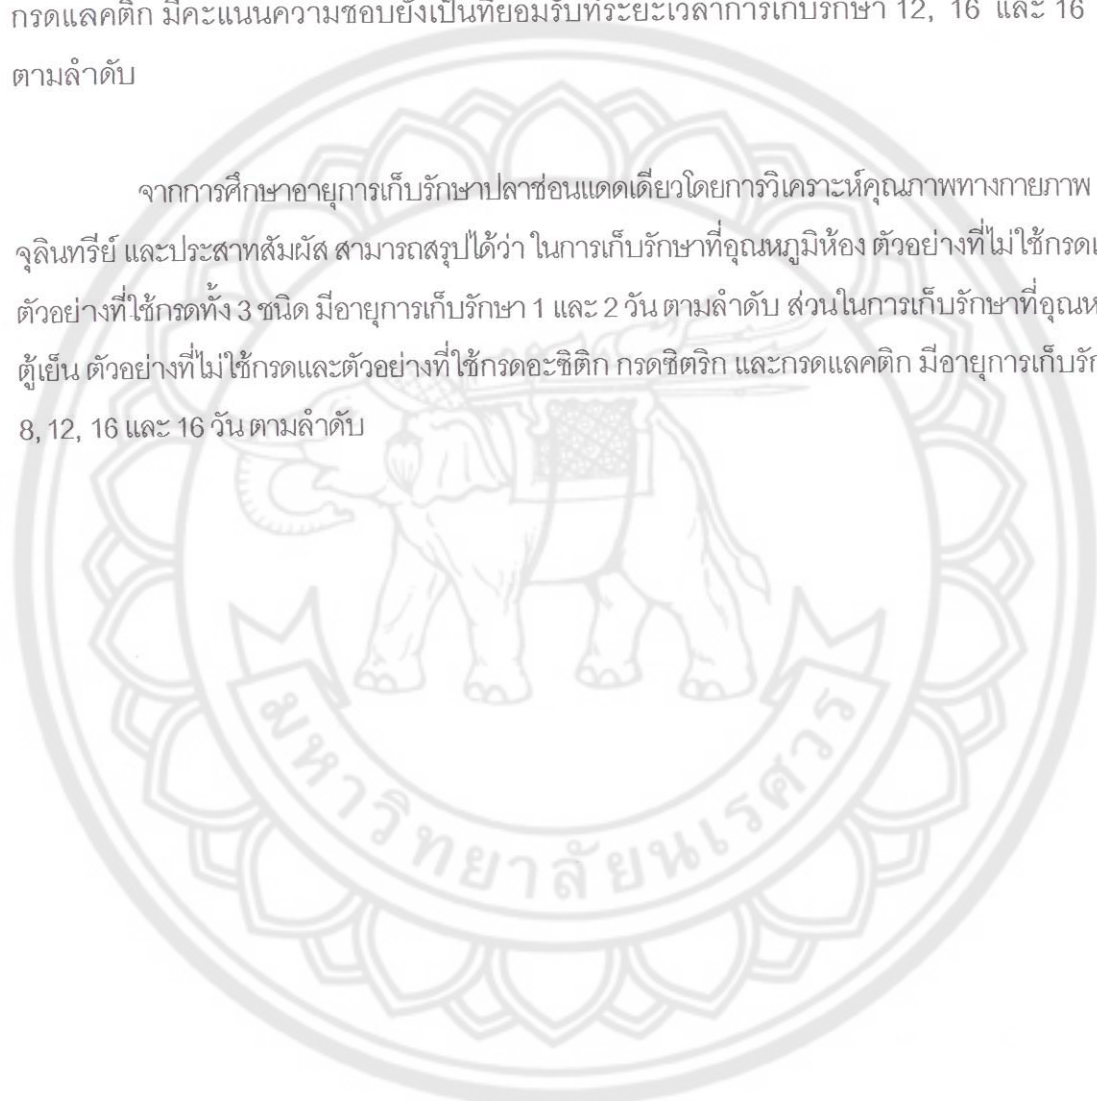 กรดแลคติก มีคะแนนความชอบยังเป็นที่ยอมรับที่ระยะเวลาการเก็บรักษา 12, 16 และ 16
ตามลำดับ
จากการศึกษาอายุการเก็บรักษาปลาช่อนแดดเดียวโดยการวิเคราะห์คุณภาพทางกายภาพ
จุลินทรีย์ และประสาทสัมผัส สามารถสรุปได้ว่า ในการเก็บรักษาที่อุณหภูมิห้อง ตัวอย่างที่ไม่ใช้กรด
ตัวอย่างที่ใช้กรดทั้ง 3 ชนิด มีอายุการเก็บรักษา 1 และ 2 วัน ตามลำดับ ส่วนในการเก็บรักษาที่
ตู้เย็น ตัวอย่างที่ไม่ใช้กรดและตัวอย่างที่ใช้กรดอะซิติก กรดซิตริก และกรดแลคติก มีอายุการเก็บ
8, 12, 16 และ 16 วัน ตามลำดับ
มหาวิทยาลัยนเรศวร